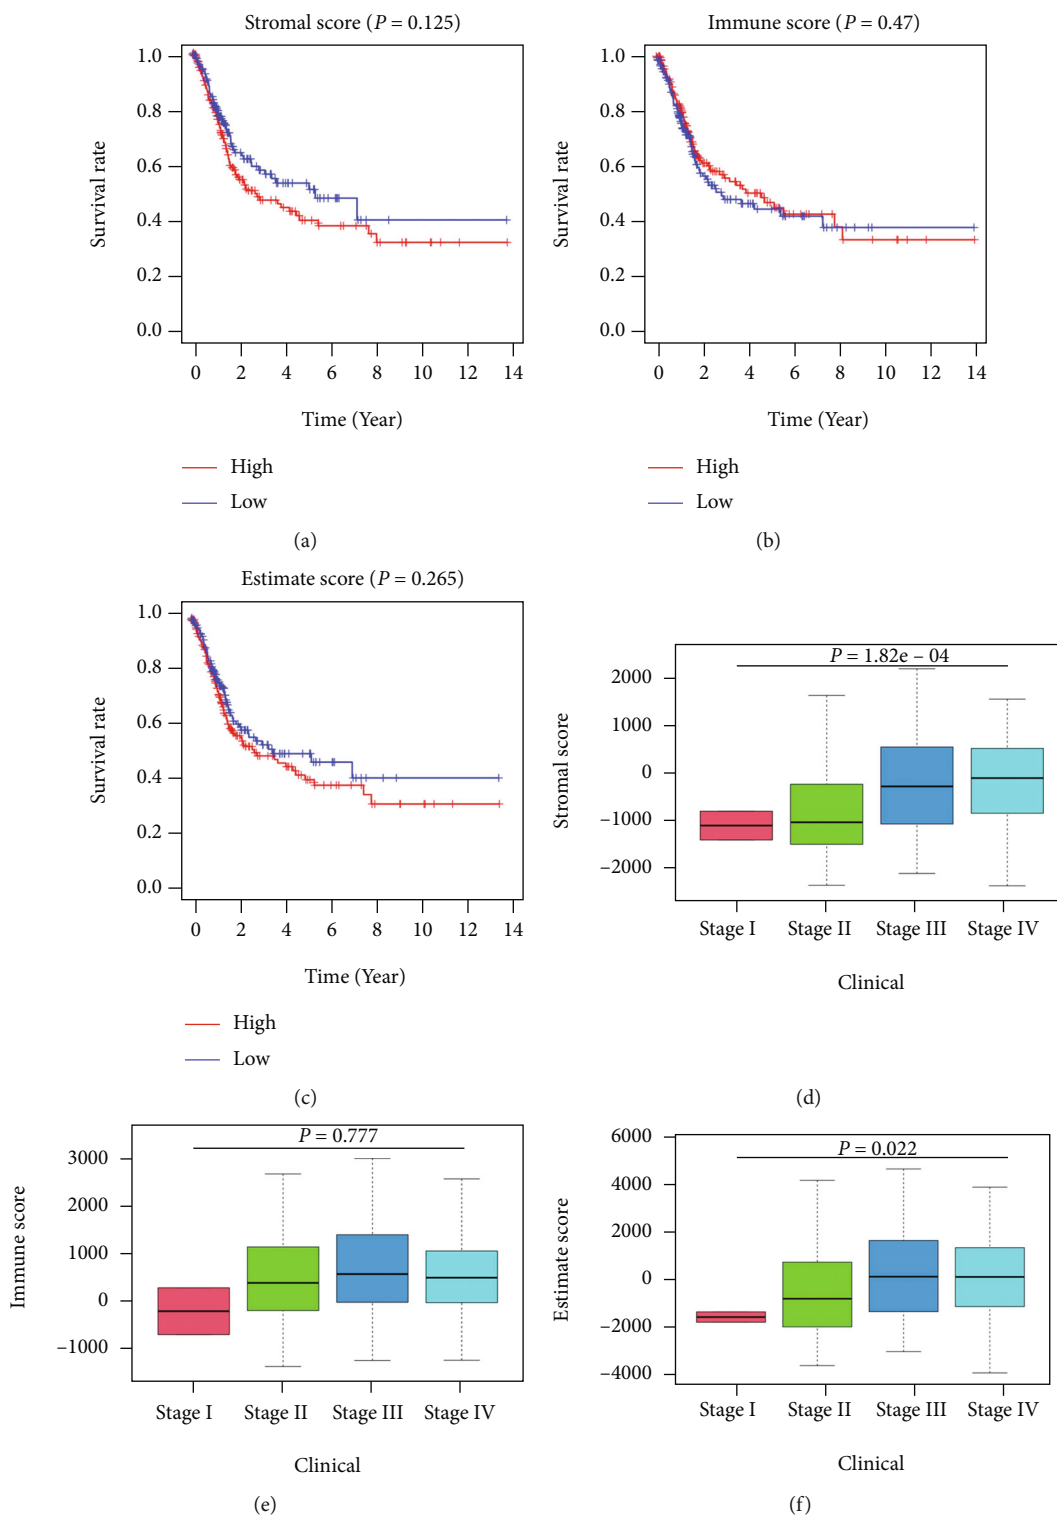 Stromal score (P = 0.125)
1.0
0.8
0.6
0.4
0.2
0.0
Survival rate
0 2 4 6 8 10 12 14
Time (Year)
High
Low
(a)
Immune score (P = 0.47)
1.0
0.8
0.6
0.4
0.2
0.0
Survival rate
0 2 4 6 8 10 12 14
Time (Year)
High
Low
(b)
Estimate score (P = 0.265)
1.0
0.8
0.6
0.4
0.2
0.0
Survival rate
0 2 4 6 8 10 12 14
Time (Year)
High
Low
(c)
P = 1.82e – 04
2000
1000
0
–1000
–2000
Stromal score
Stage I Stage II Stage III Stage IV
Clinical
(d)
P = 0.777
3000
2000
1000
0
–1000
Immune score
Stage I Stage II Stage III Stage IV
Clinical
(e)
P = 0.022
6000
4000
2000
0
–2000
–4000
Estimate score
Stage I Stage II Stage III Stage IV
Clinical
(f)